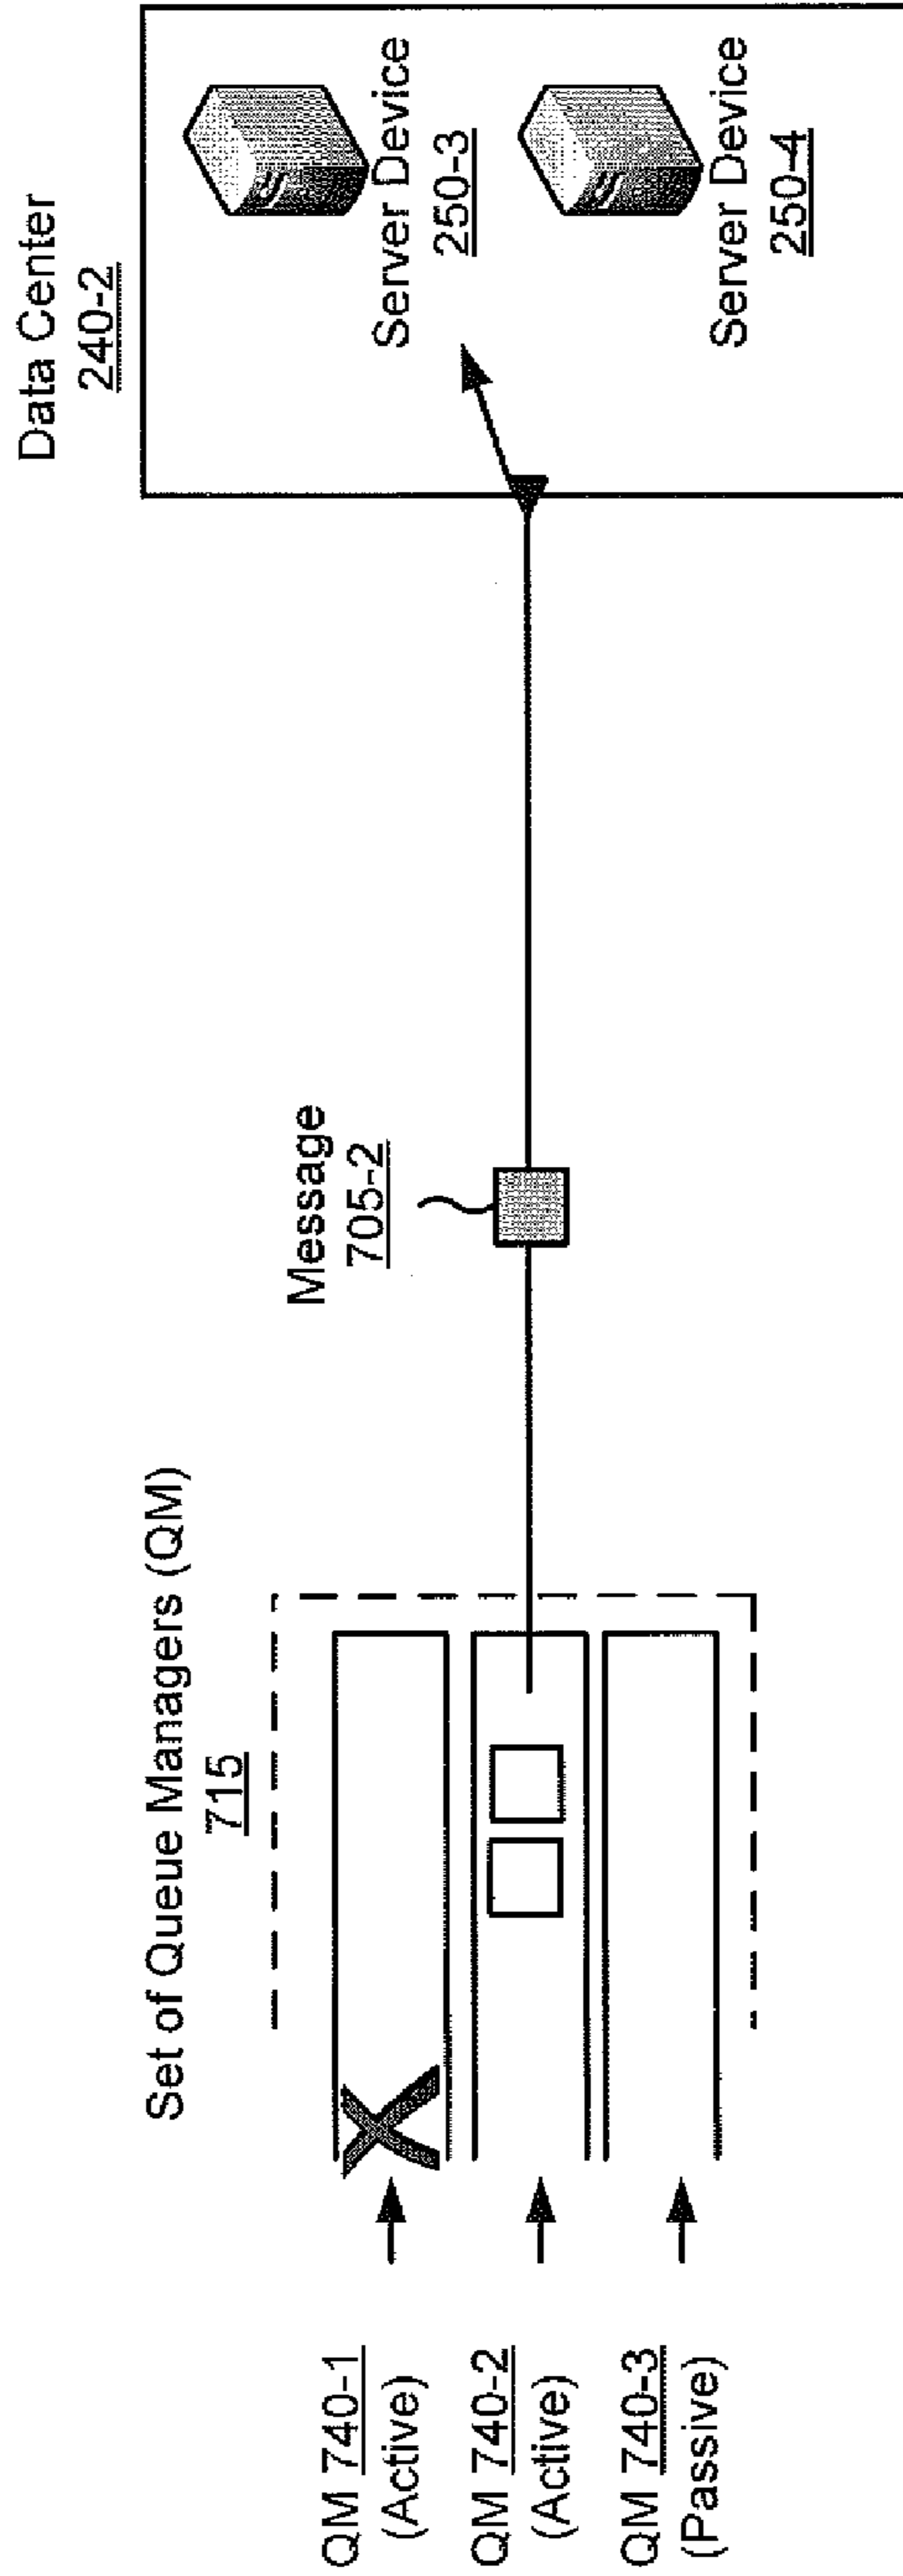 QM 740-1
(Active)
QM 740-2
(Active)
QM 740-3
(Passive)
Set of Queue Managers (QM)
715
Message
705-2
Data Center
240-2
Server Device
250-3
Server Device
250-4